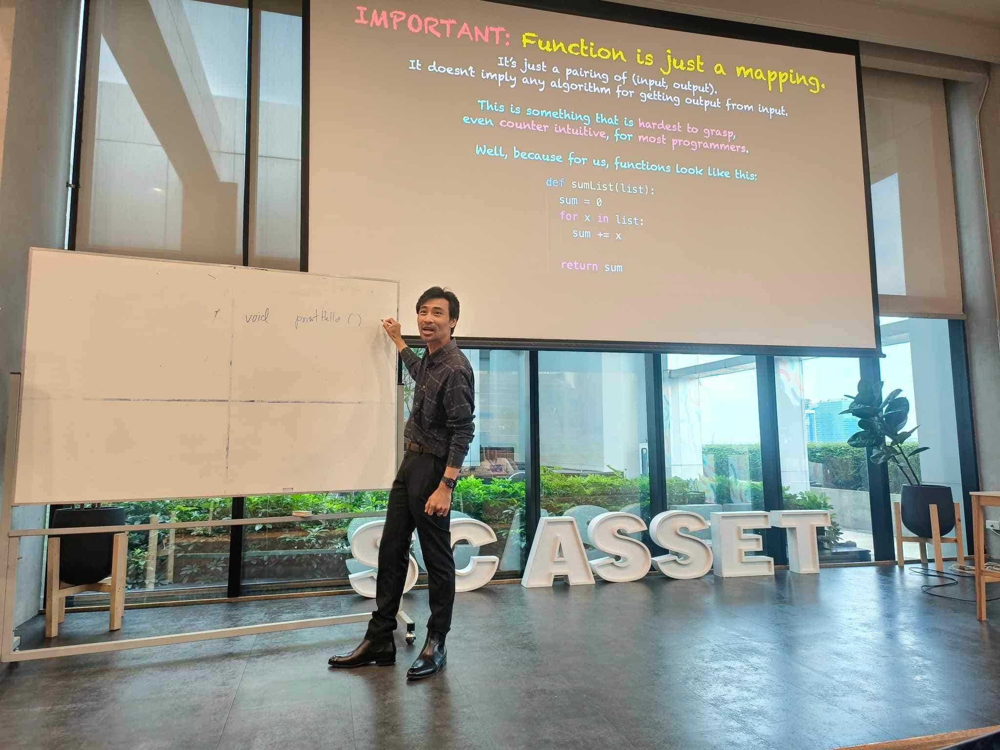 IMPORTANT: Function is just a mapping.
It's just a pairing of (input, output).
It doesn't imply any algorithm for getting output from input.
This is something that is hardest to grasp,
even counter intuitive, for most programmers.
Well, because for us, functions look like this:
def sumList(list):
sum = 0
for x in list:
sum += x
return sum
void printHello ()
SC ASSET